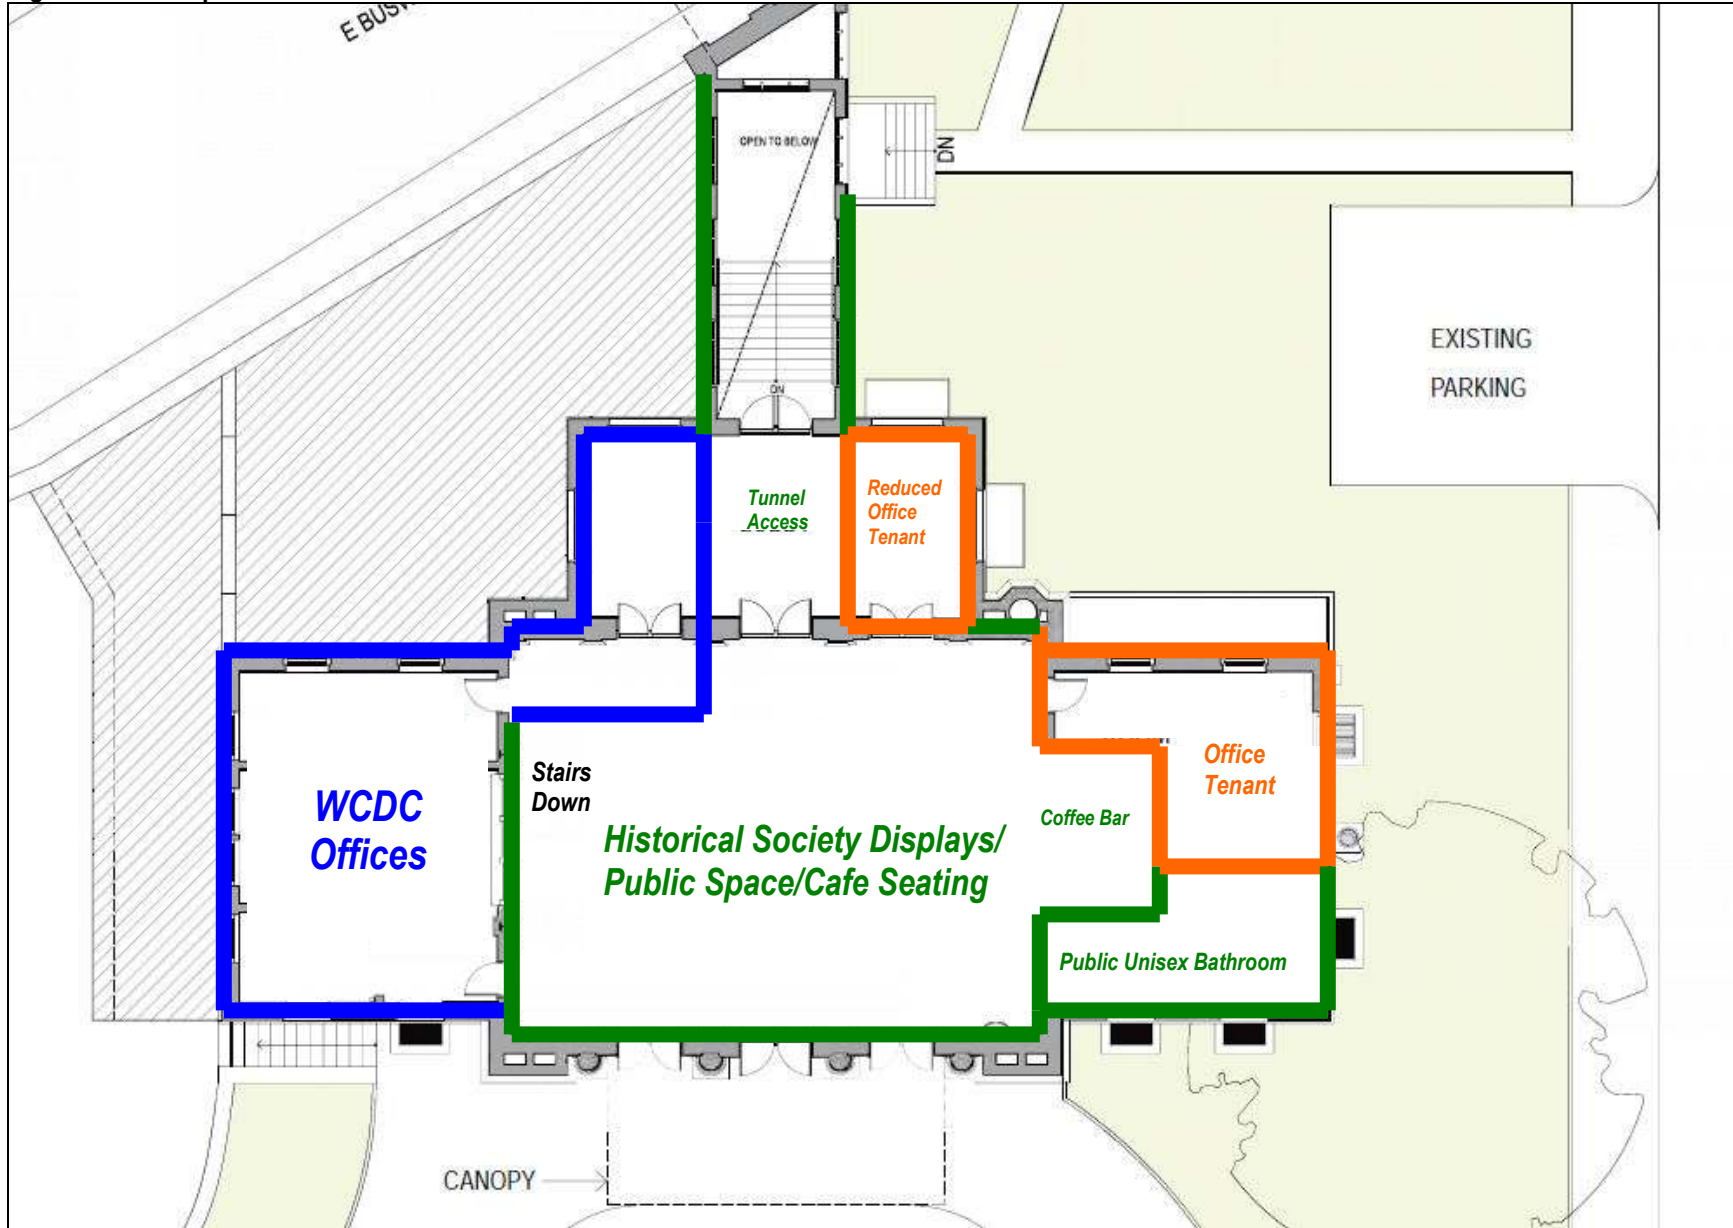 E BUSW
OPEN TO BELOW
DN
DN
EXISTING
PARKING
Tunnel
Access
Reduced
Office
Tenant
Stairs
Down
WCDC
Offices
Historical Society Displays/
Public Space/Cafe Seating
Coffee Bar
Office
Tenant
Public Unisex Bathroom
CANOPY